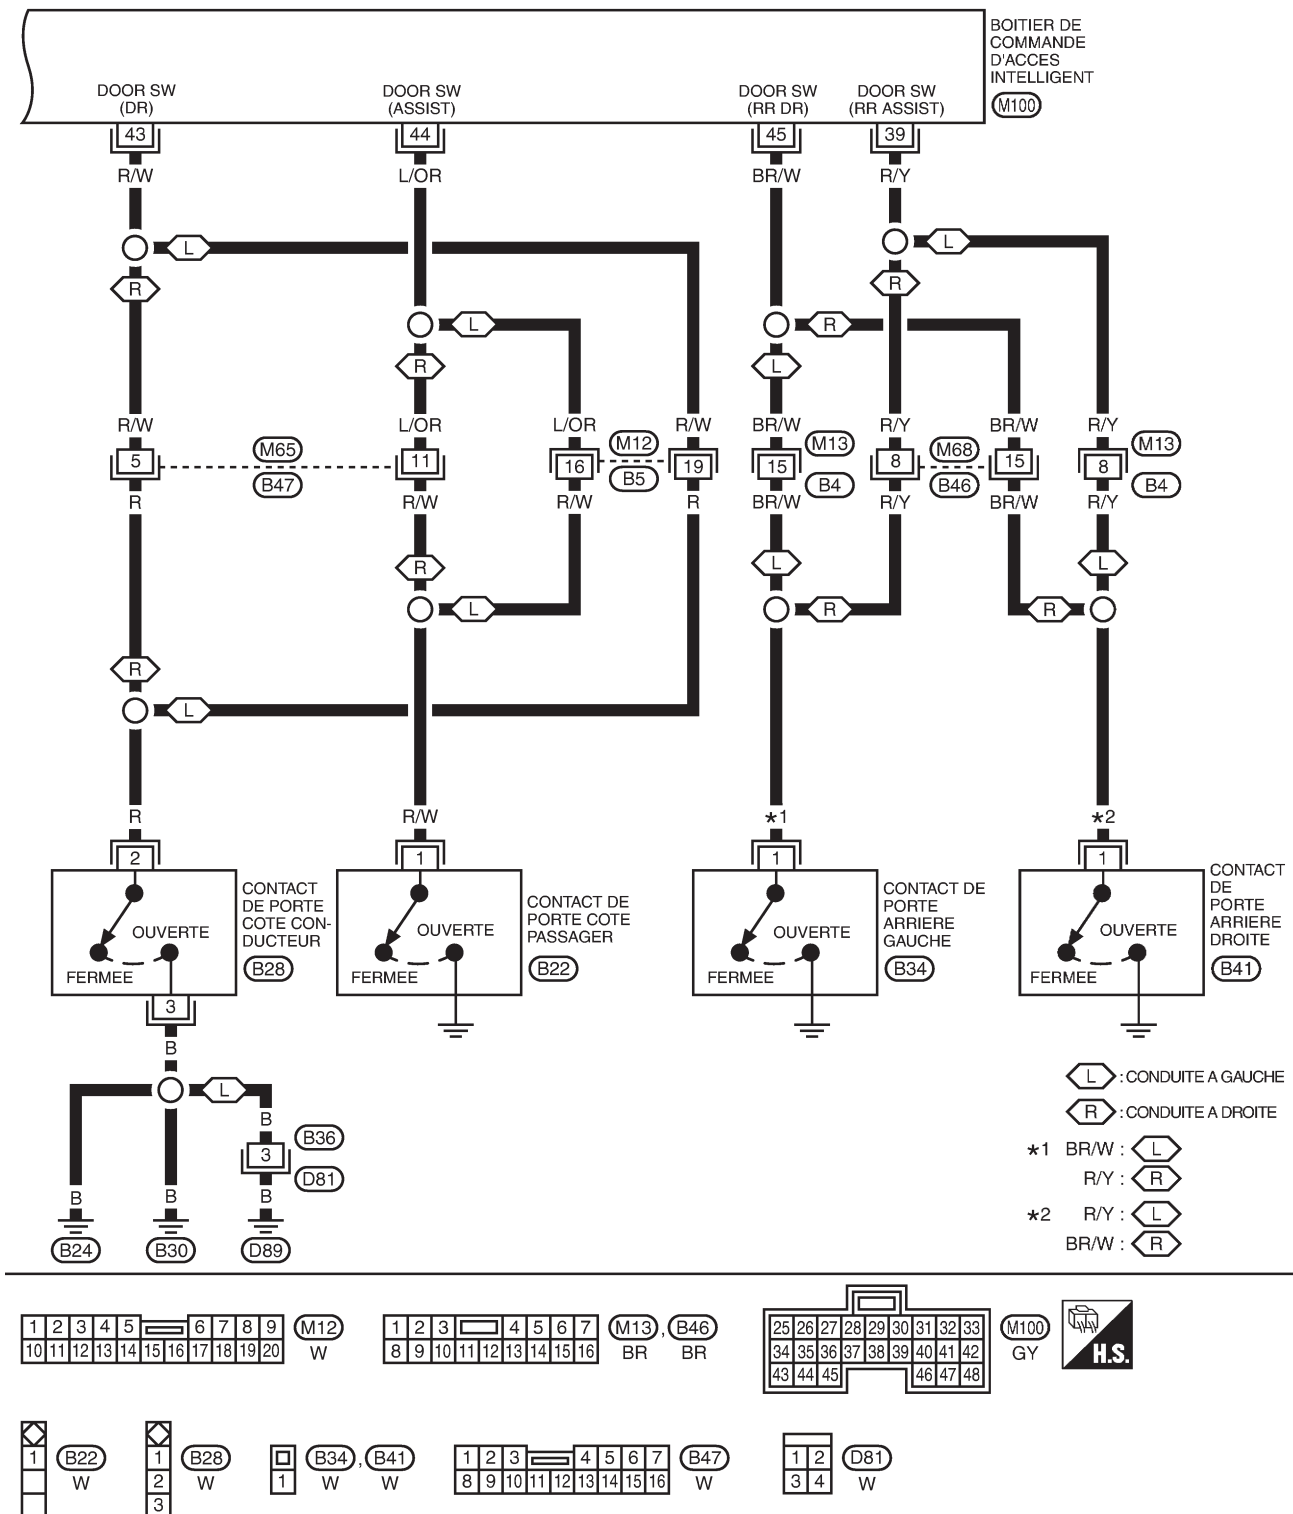 BOITIER DE
COMMANDE
D'ACCES
INTELLIGENT
M100
DOOR SW
(DR)
DOOR SW
(ASSIST)
DOOR SW
(RR DR)
DOOR SW
(RR ASSIST)
43 44 45 39
R/W L/OR BR/W R/Y
L L
R R
L R
R L
R/W L/OR L/OR R/W BR/W R/Y BR/W R/Y
M65 M12 M13 M68 M13
5 11 16 19 15 8 15 8
B47 B5 B4 B46 B4
R R/W R/W R BR/W R/Y BR/W R/Y
R L L
L R R
R
L
R R/W *1 *2
2 1 1 1
CONTACT
DE PORTE
COTE CON-
DUCTEUR
B28
OUVERTE
FERMEE
CONTACT DE
PORTE COTE
PASSAGER
B22
OUVERTE
FERMEE
CONTACT DE
PORTE
ARRIERE
GAUCHE
B34
OUVERTE
FERMEE
CONTACT
DE
PORTE
ARRIERE
DROITE
B41
OUVERTE
FERMEE
3
B
L
B
B36
3
D81
B B B
B24 B30 D89
L : CONDUITE A GAUCHE
R : CONDUITE A DROITE
*1 BR/W : L
R/Y : R
*2 R/Y : L
BR/W : R
1 2 3 4 5 6 7 8 9
10 11 12 13 14 15 16 17 18 19 20
M12
W
1 2 3 4 5 6 7
8 9 10 11 12 13 14 15 16
M13 , B46
BR BR
25 26 27 28 29 30 31 32 33
34 35 36 37 38 39 40 41 42
43 44 45 46 47 48
M100
GY
H.S.
1
B22
W
1
2
3
B28
W
1
B34 , B41
W W
1 2 3 4 5 6 7
8 9 10 11 12 13 14 15 16
B47
W
1 2
3 4
D81
W